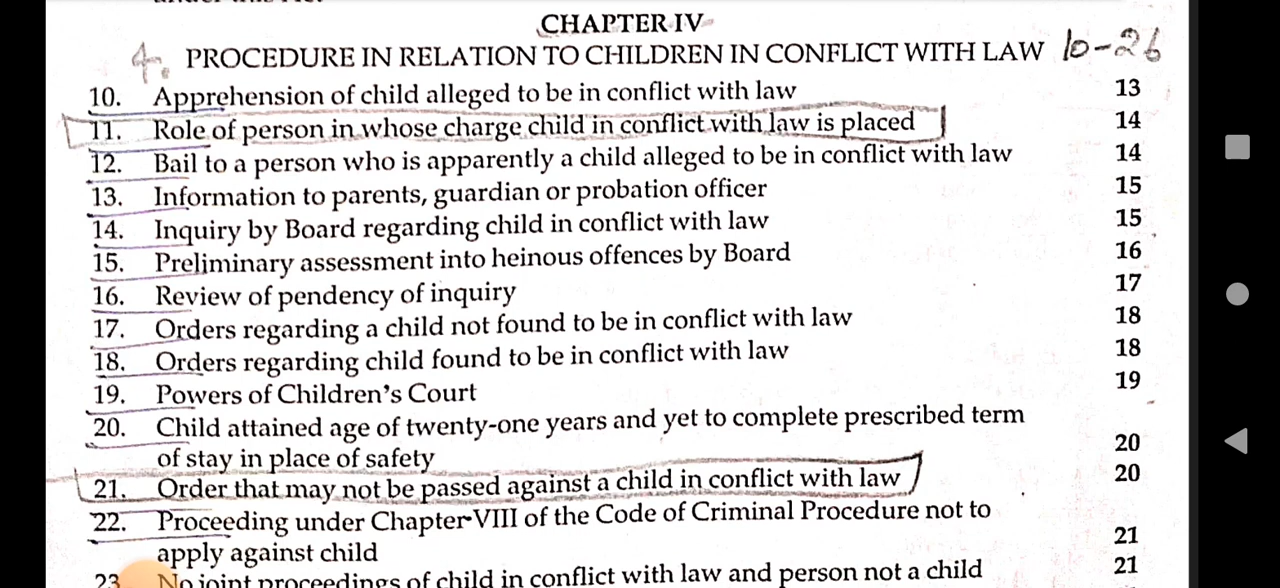 CHAPTER IV
4. PROCEDURE IN RELATION TO CHILDREN IN CONFLICT WITH LAW 10-26
10. Apprehension of child alleged to be in conflict with law 13
11. Role of person in whose charge child in conflict with law is placed 14
12. Bail to a person who is apparently a child alleged to be in conflict with law 14
13. Information to parents, guardian or probation officer 15
14. Inquiry by Board regarding child in conflict with law 15
15. Preliminary assessment into heinous offences by Board 16
16. Review of pendency of inquiry 17
17. Orders regarding a child not found to be in conflict with law 18
18. Orders regarding child found to be in conflict with law 18
19. Powers of Children's Court 19
20. Child attained age of twenty-one years and yet to complete prescribed term
of stay in place of safety 20
21. Order that may not be passed against a child in conflict with law 20
22. Proceeding under Chapter VIII of the Code of Criminal Procedure not to
apply against child 21
23. No joint proceedings of child in conflict with law and person not a child 21